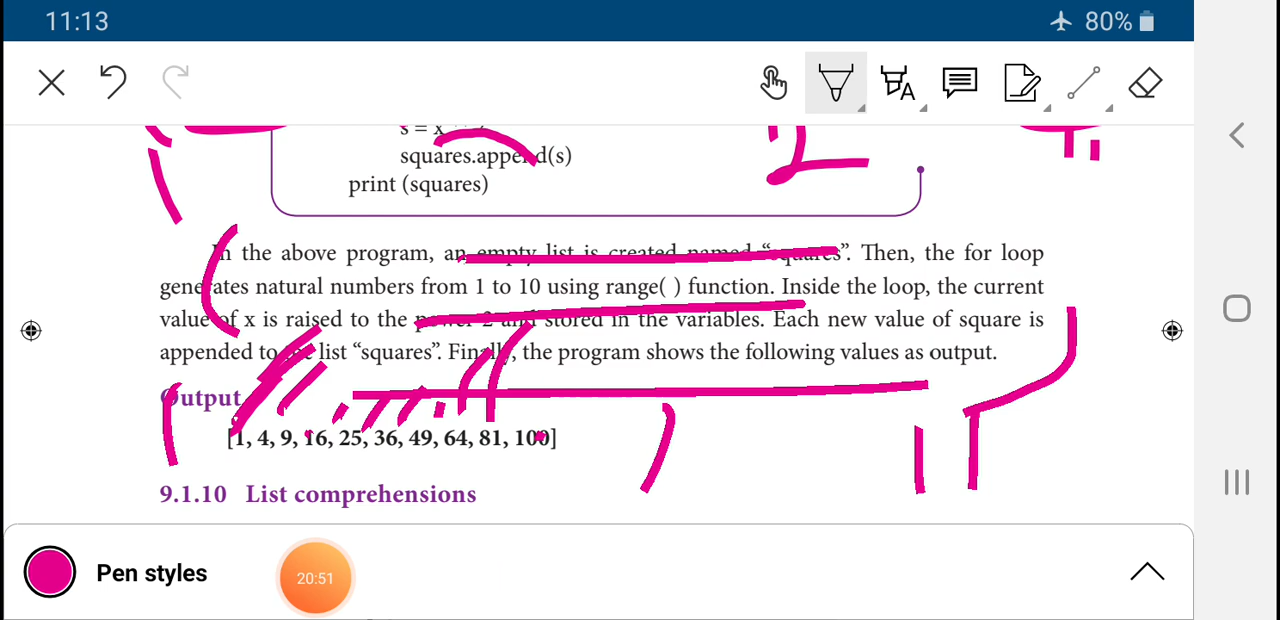 11:13 80%
s = x
squares.append(s)
print (squares)
In the above program, an empty list is created named “squares”. Then, the for loop
generates natural numbers from 1 to 10 using range( ) function. Inside the loop, the current
value of x is raised to the power 2 and stored in the variables. Each new value of square is
appended to the list “squares”. Finally, the program shows the following values as output.
Output
[1, 4, 9, 16, 25, 36, 49, 64, 81, 100]
9.1.10 List comprehensions
Pen styles
20:51